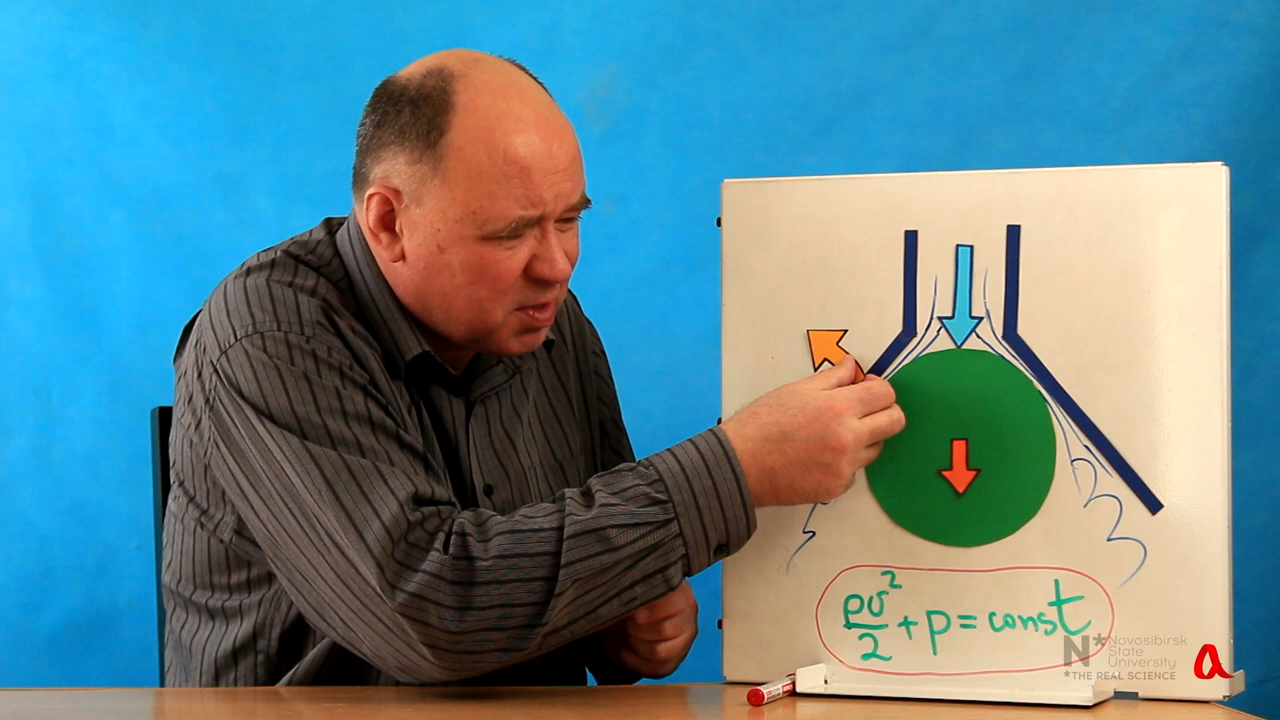 ρυ²/2 + p = const
N* Novosibirsk
State
University
*THE REAL SCIENCE
a